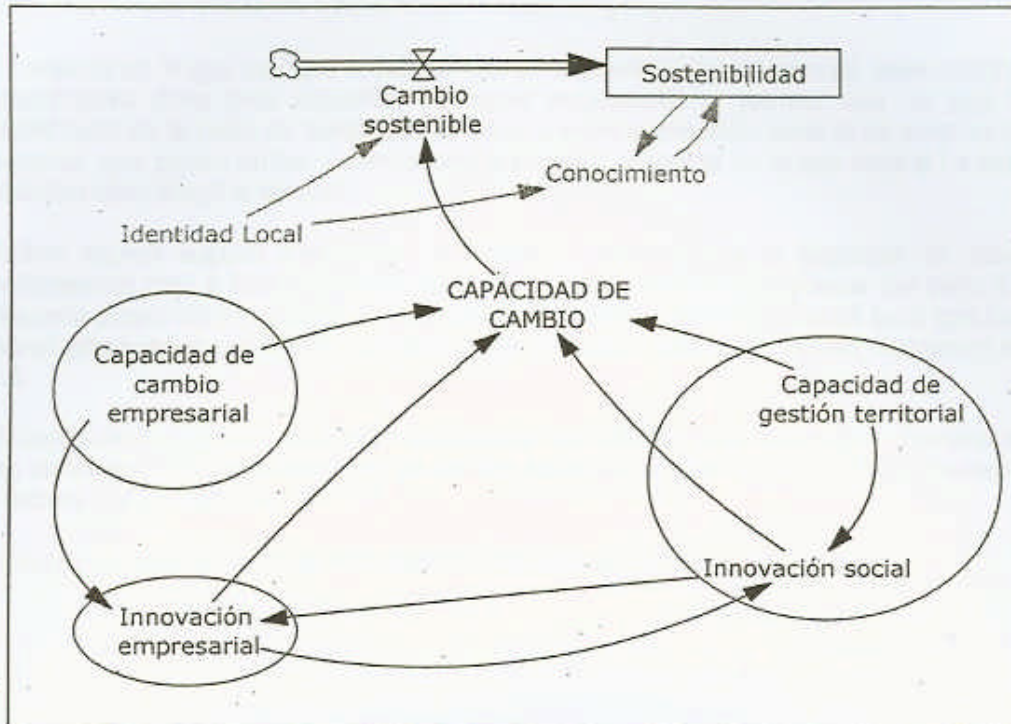 Sostenibilidad
Cambio
sostenible
Conocimiento
Identidad Local
CAPACIDAD DE
CAMBIO
Capacidad de
cambio
empresarial
Capacidad de
gestión territorial
Innovación social
Innovación
empresarial